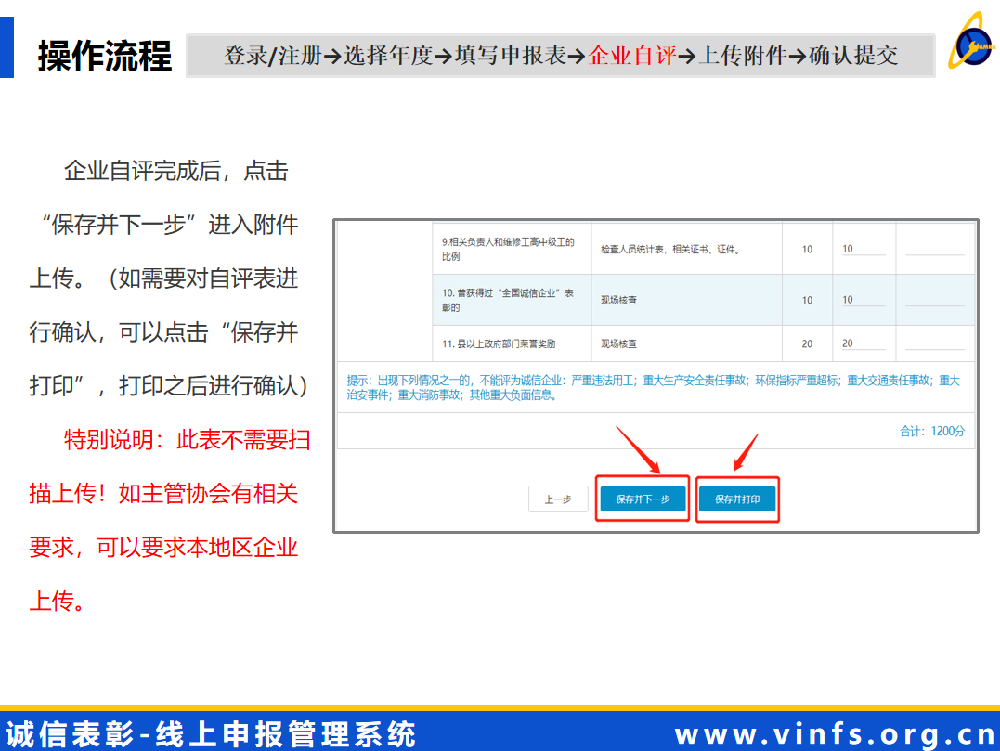 操作流程
登录/注册→选择年度→填写申报表→企业自评→上传附件→确认提交
企业自评完成后，点击
“保存并下一步”进入附件
上传。（如需要对自评表进
行确认，可以点击“保存并
打印”，打印之后进行确认）
特别说明：此表不需要扫
描上传！如主管协会有相关
要求，可以要求本地区企业
上传。
9.相关负责人和维修工高中级工的
比例
检查人员统计表，相关证书、证件。
10
10
10. 曾获得过“全国诚信企业”表
彰的
现场核查
10
10
11. 县以上政府部门荣誉奖励
现场核查
20
20
提示：出现下列情况之一的，不能评为诚信企业：严重违法用工；重大生产安全责任事故；环保指标严重超标；重大交通责任事故；重大
治安事件；重大消防事故；其他重大负面信息。
合计：1200分
上一步
保存并下一步
保存并打印
诚信表彰-线上申报管理系统
www.vinfs.org.cn